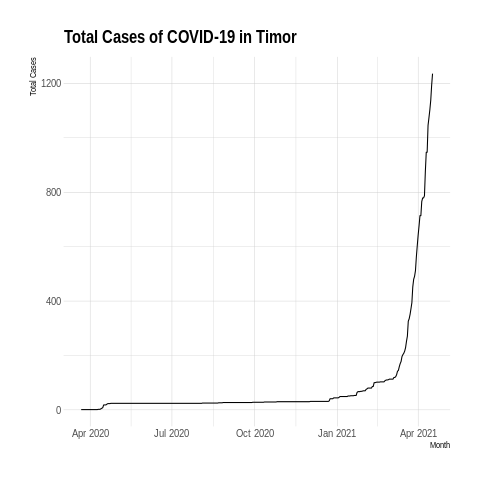 Total Cases of COVID-19 in Timor
Total Cases
1200
800
400
0
Apr 2020 Jul 2020 Oct 2020 Jan 2021 Apr 2021
Month